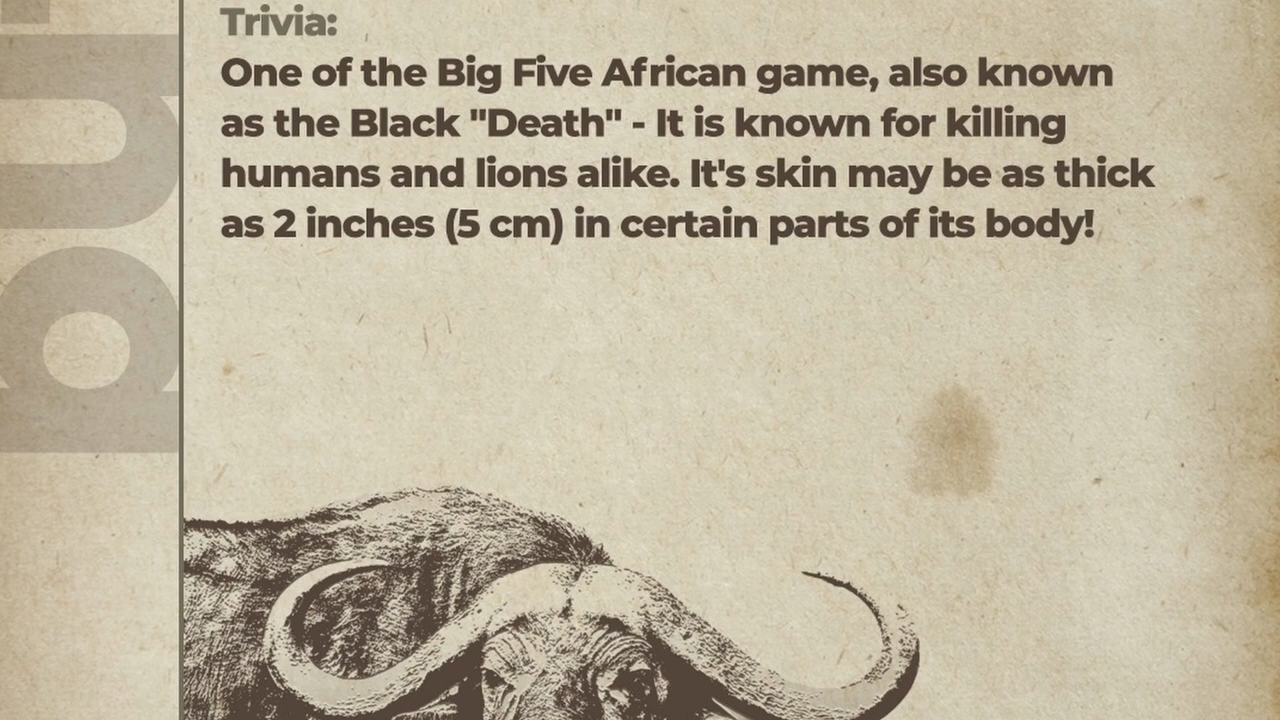 Trivia:
One of the Big Five African game, also known
as the Black "Death" - It is known for killing
humans and lions alike. It's skin may be as thick
as 2 inches (5 cm) in certain parts of its body!
bu